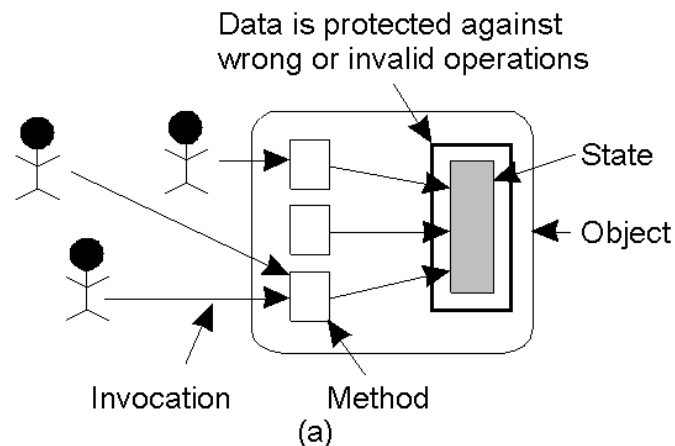 Data is protected against
wrong or invalid operations
State
Object
Invocation
Method
(a)